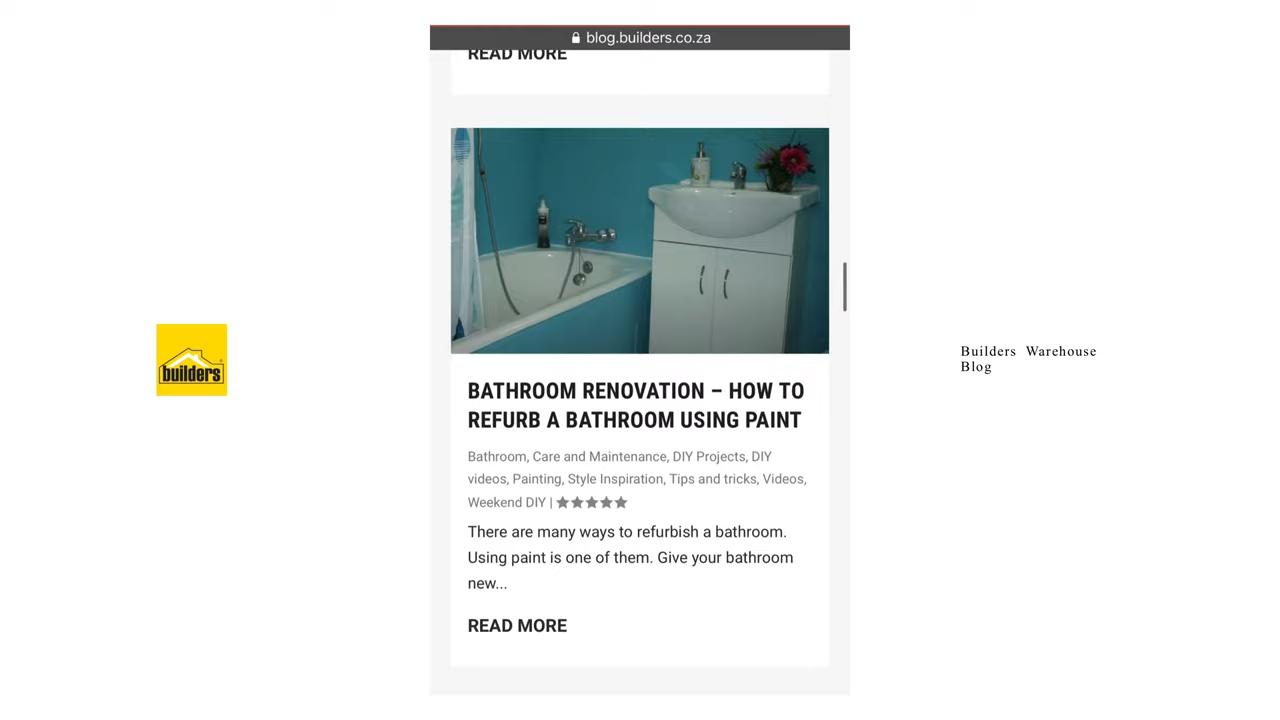 blog.builders.co.za
READ MORE
BATHROOM RENOVATION – HOW TO
REFURB A BATHROOM USING PAINT
Bathroom, Care and Maintenance, DIY Projects, DIY
videos, Painting, Style Inspiration, Tips and tricks, Videos,
Weekend DIY | ★★★★★
There are many ways to refurbish a bathroom.
Using paint is one of them. Give your bathroom
new...
READ MORE
builders
Builders Warehouse
Blog